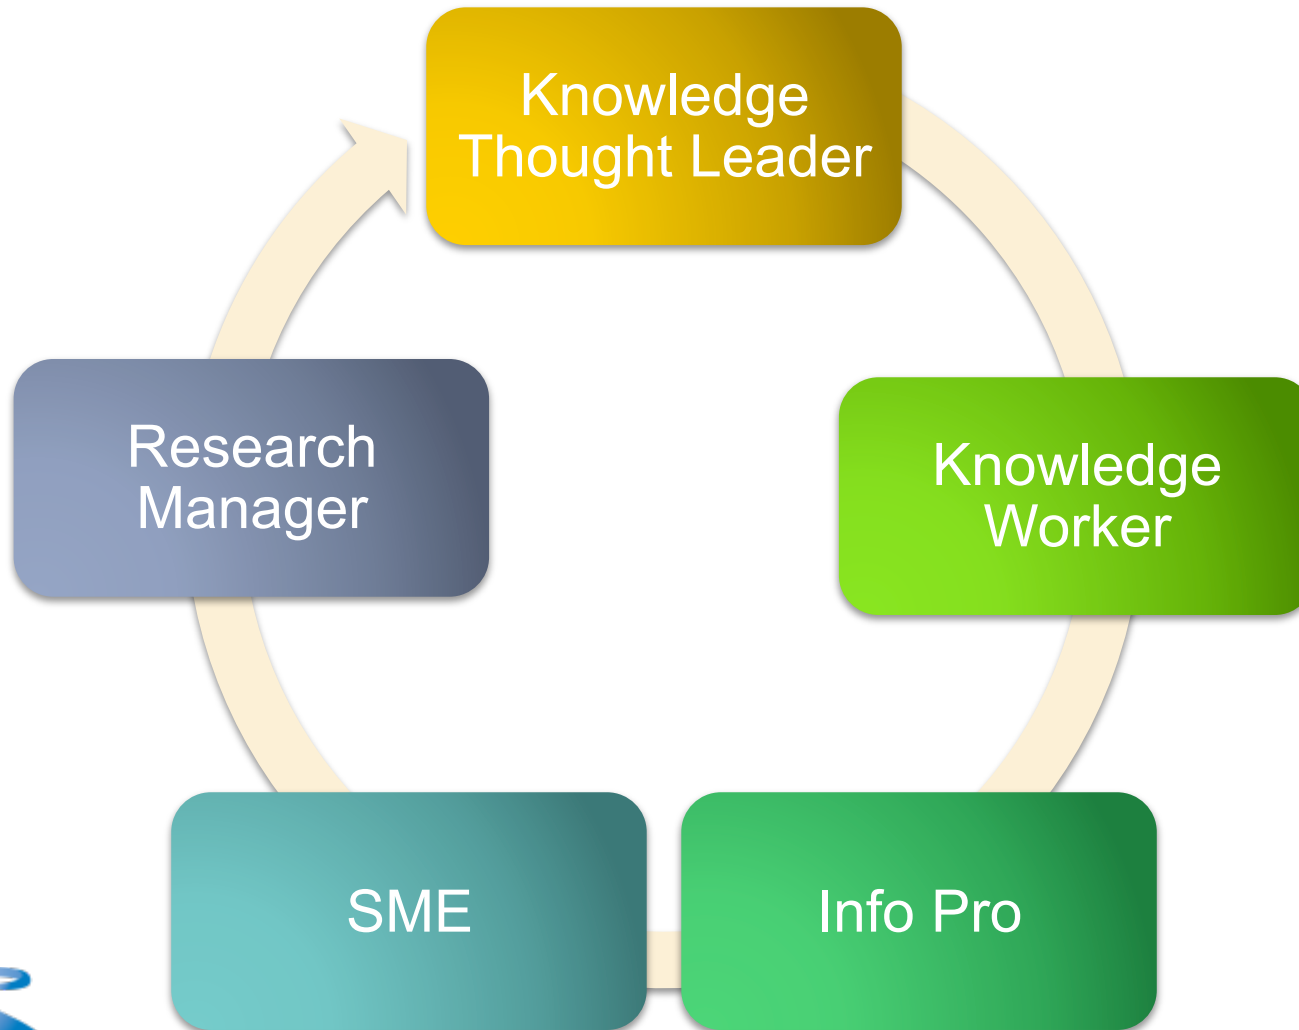 Knowledge
Thought Leader
Knowledge
Worker
Info Pro
SME
Research
Manager